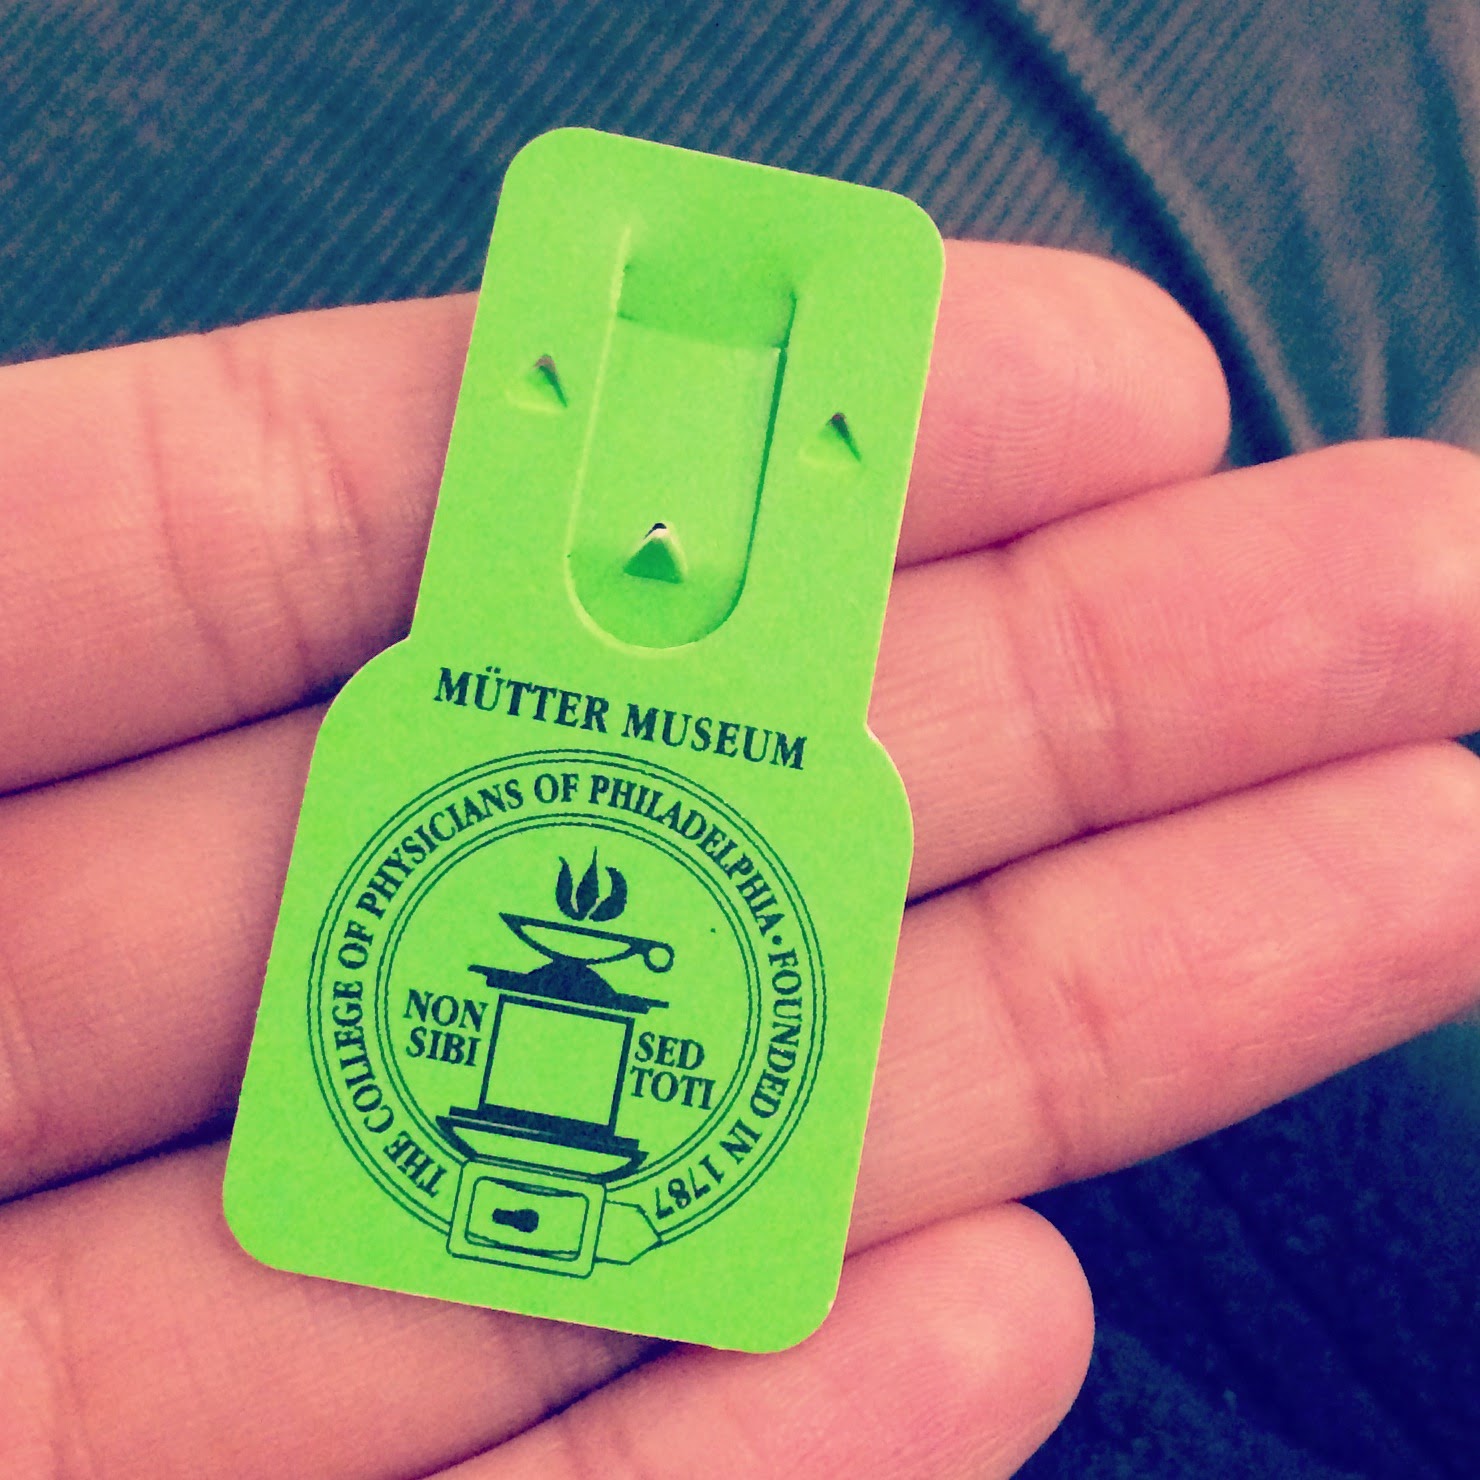 MÜTTER MUSEUM
THE COLLEGE OF PHYSICIANS OF PHILADELPHIA • FOUNDED IN 1787
NON
SIBI
SED
TOTI